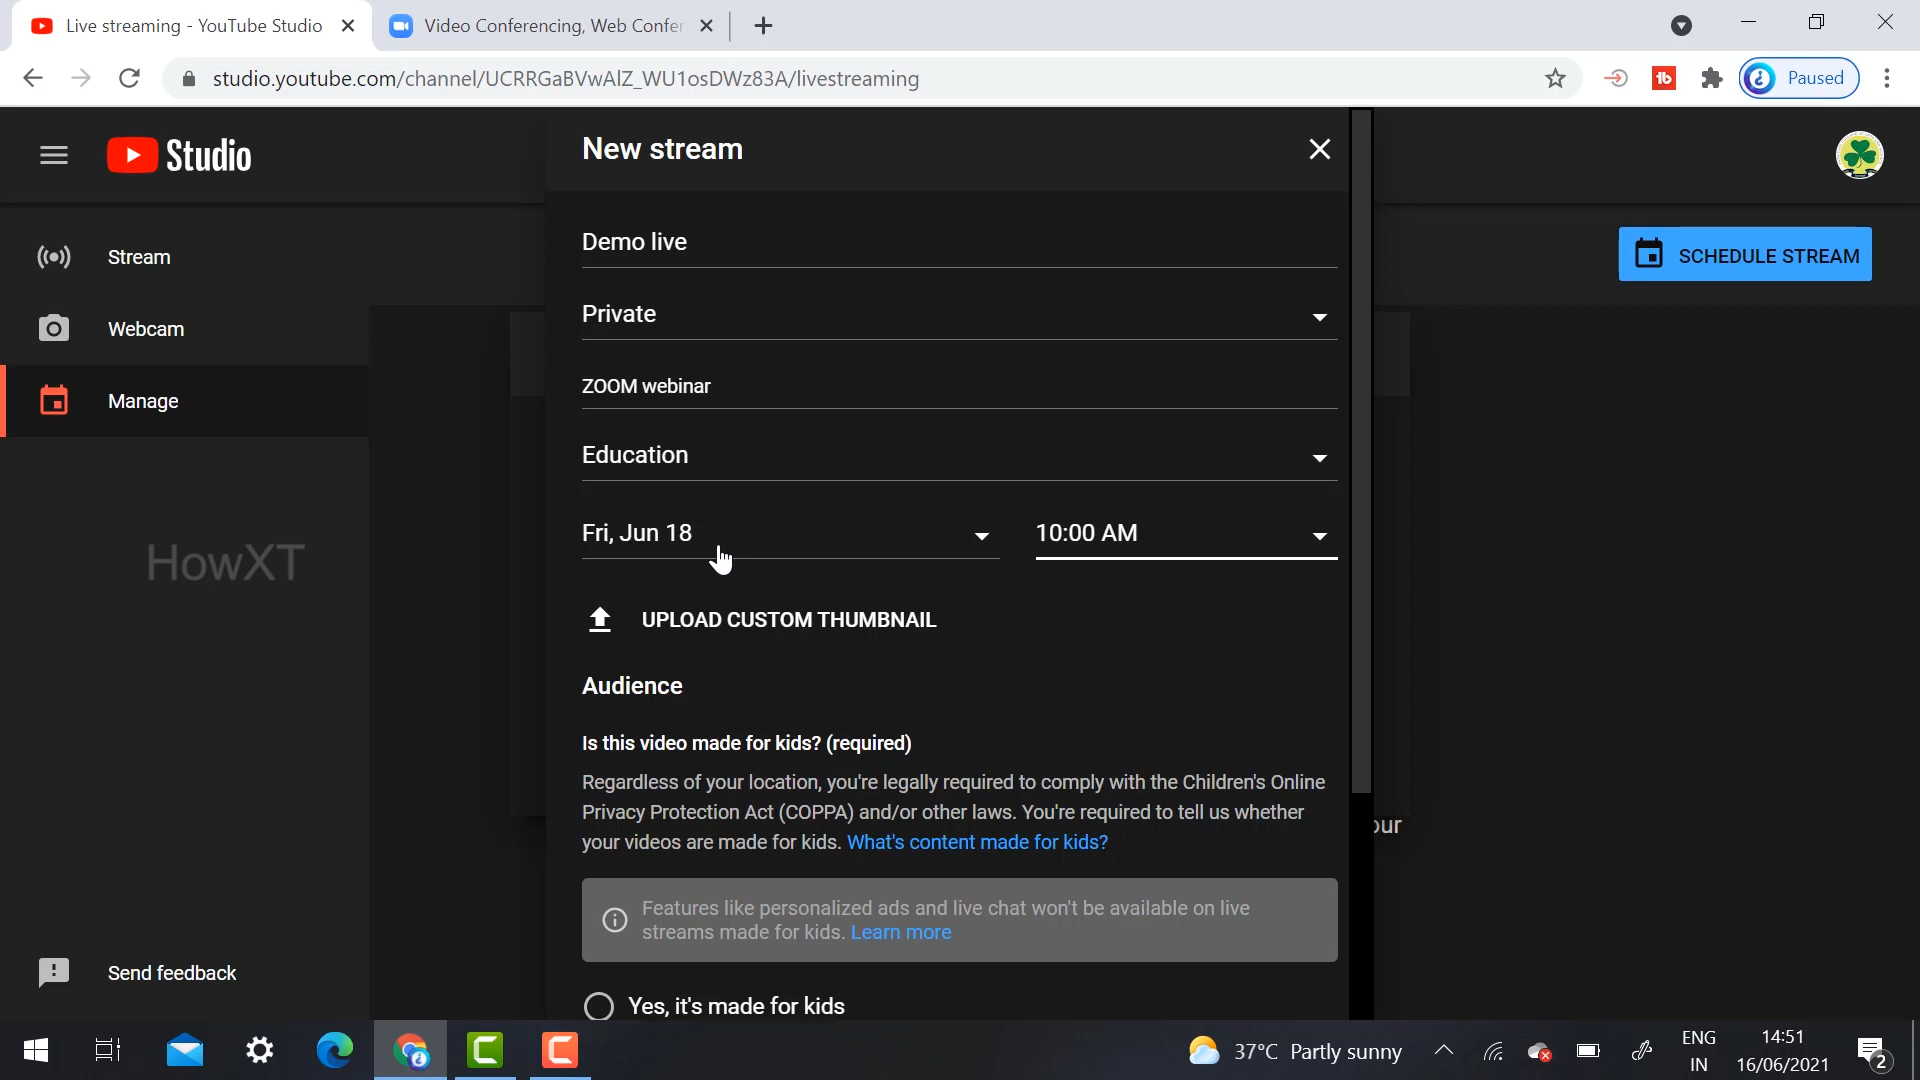 Live streaming - YouTube Studio
Video Conferencing, Web Confer
studio.youtube.com/channel/UCRRGaBVwAlZ_WU1osDWz83A/livestreaming
Paused
Studio
New stream
Demo live
Stream
SCHEDULE STREAM
Private
Webcam
ZOOM webinar
Manage
Education
Fri, Jun 18
10:00 AM
HowXT
UPLOAD CUSTOM THUMBNAIL
Audience
Is this video made for kids? (required)
Regardless of your location, you're legally required to comply with the Children's Online
Privacy Protection Act (COPPA) and/or other laws. You're required to tell us whether
your videos are made for kids. What's content made for kids?
our
Features like personalized ads and live chat won't be available on live
streams made for kids. Learn more
Send feedback
Yes, it's made for kids
37°C Partly sunny
ENG
IN
14:51
16/06/2021
2